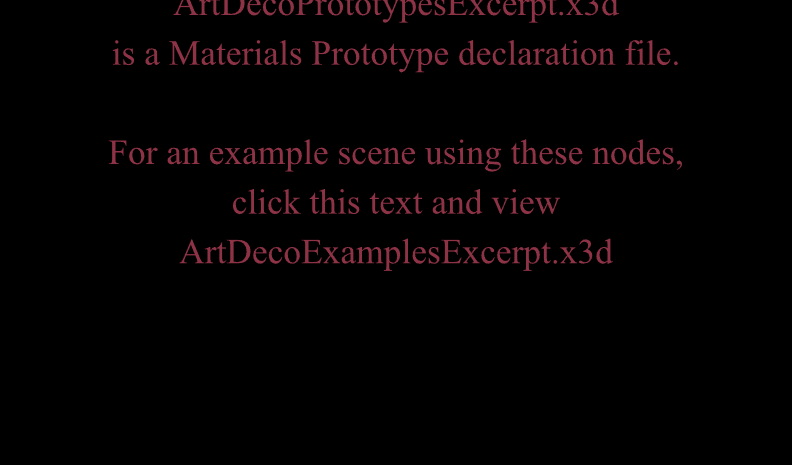 ArtDecoPrototypesExcerpt.x3d
is a Materials Prototype declaration file.
For an example scene using these nodes,
click this text and view
ArtDecoExamplesExcerpt.x3d